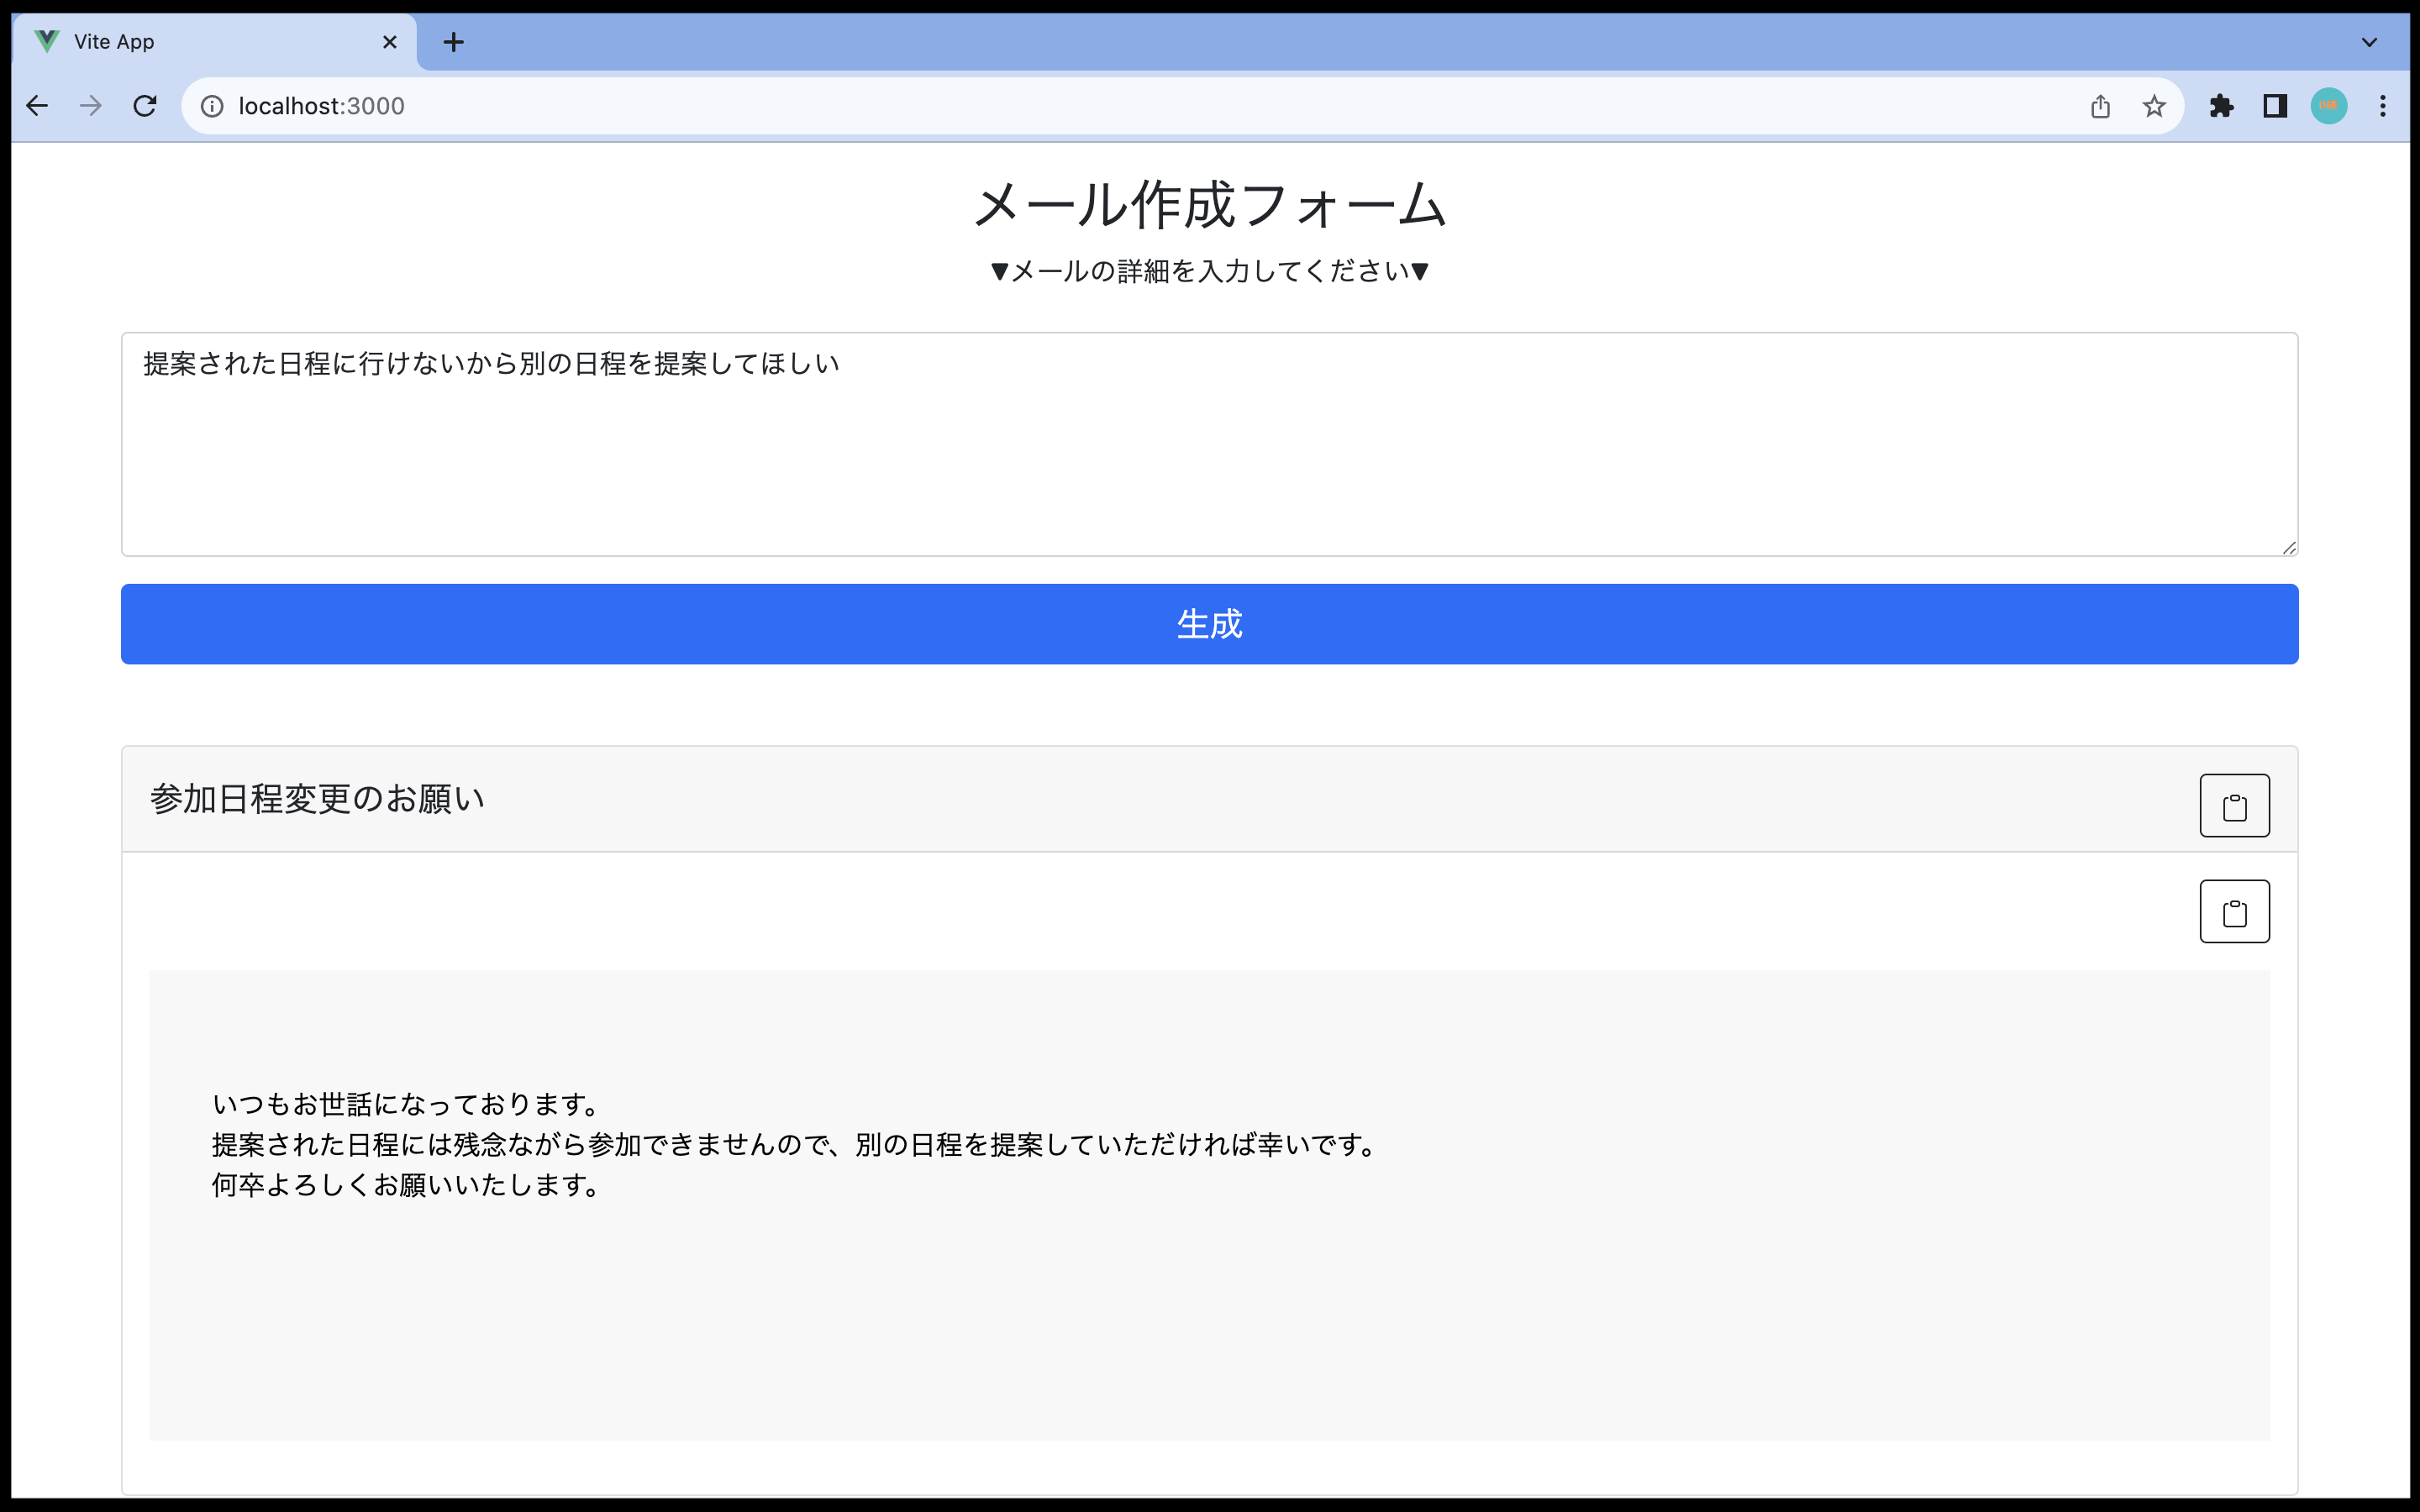 Vite App
localhost:3000
メール作成フォーム
▼メールの詳細を入力してください▼
提案された日程に行けないから別の日程を提案してほしい
生成
参加日程変更のお願い
いつもお世話になっております。
提案された日程には残念ながら参加できませんので、別の日程を提案していただければ幸いです。
何卒よろしくお願いいたします。